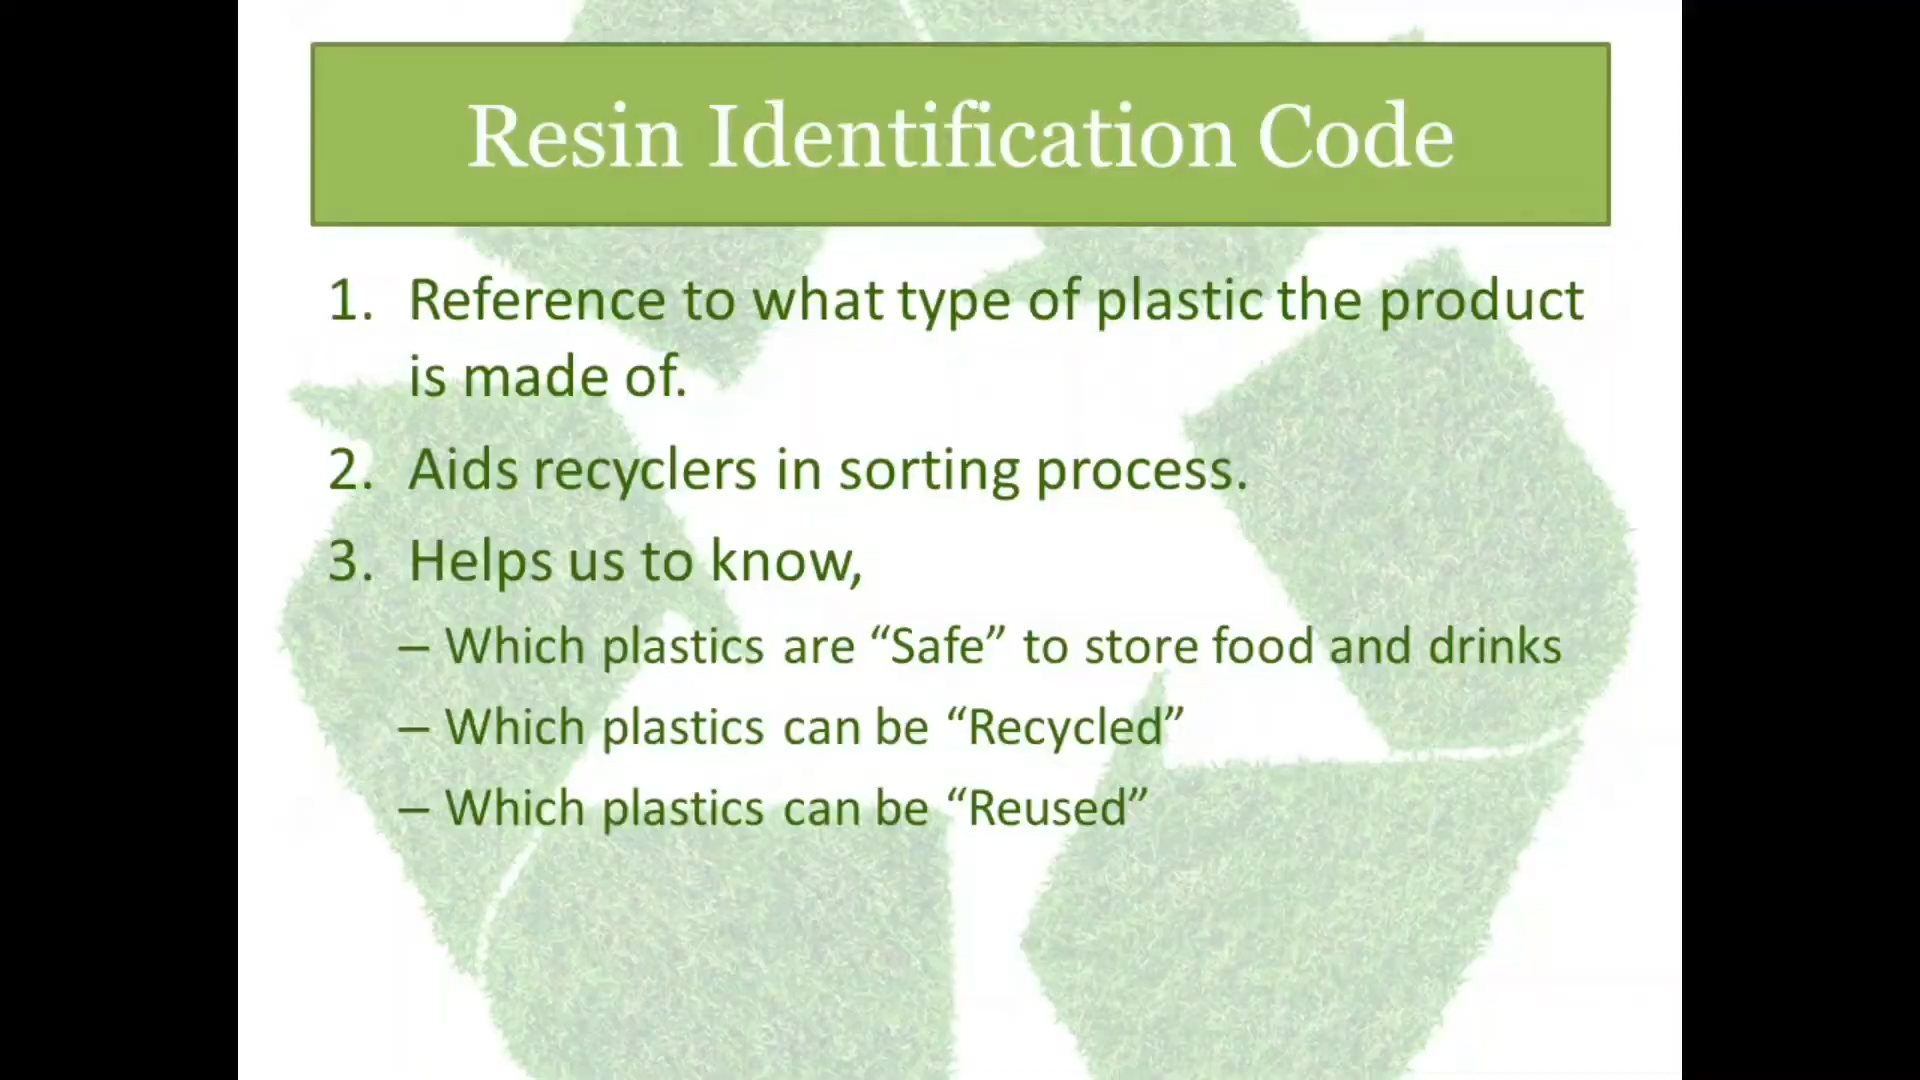 Resin Identification Code
1. Reference to what type of plastic the product
is made of.
2. Aids recyclers in sorting process.
3. Helps us to know,
– Which plastics are “Safe” to store food and drinks
– Which plastics can be “Recycled”
– Which plastics can be “Reused”